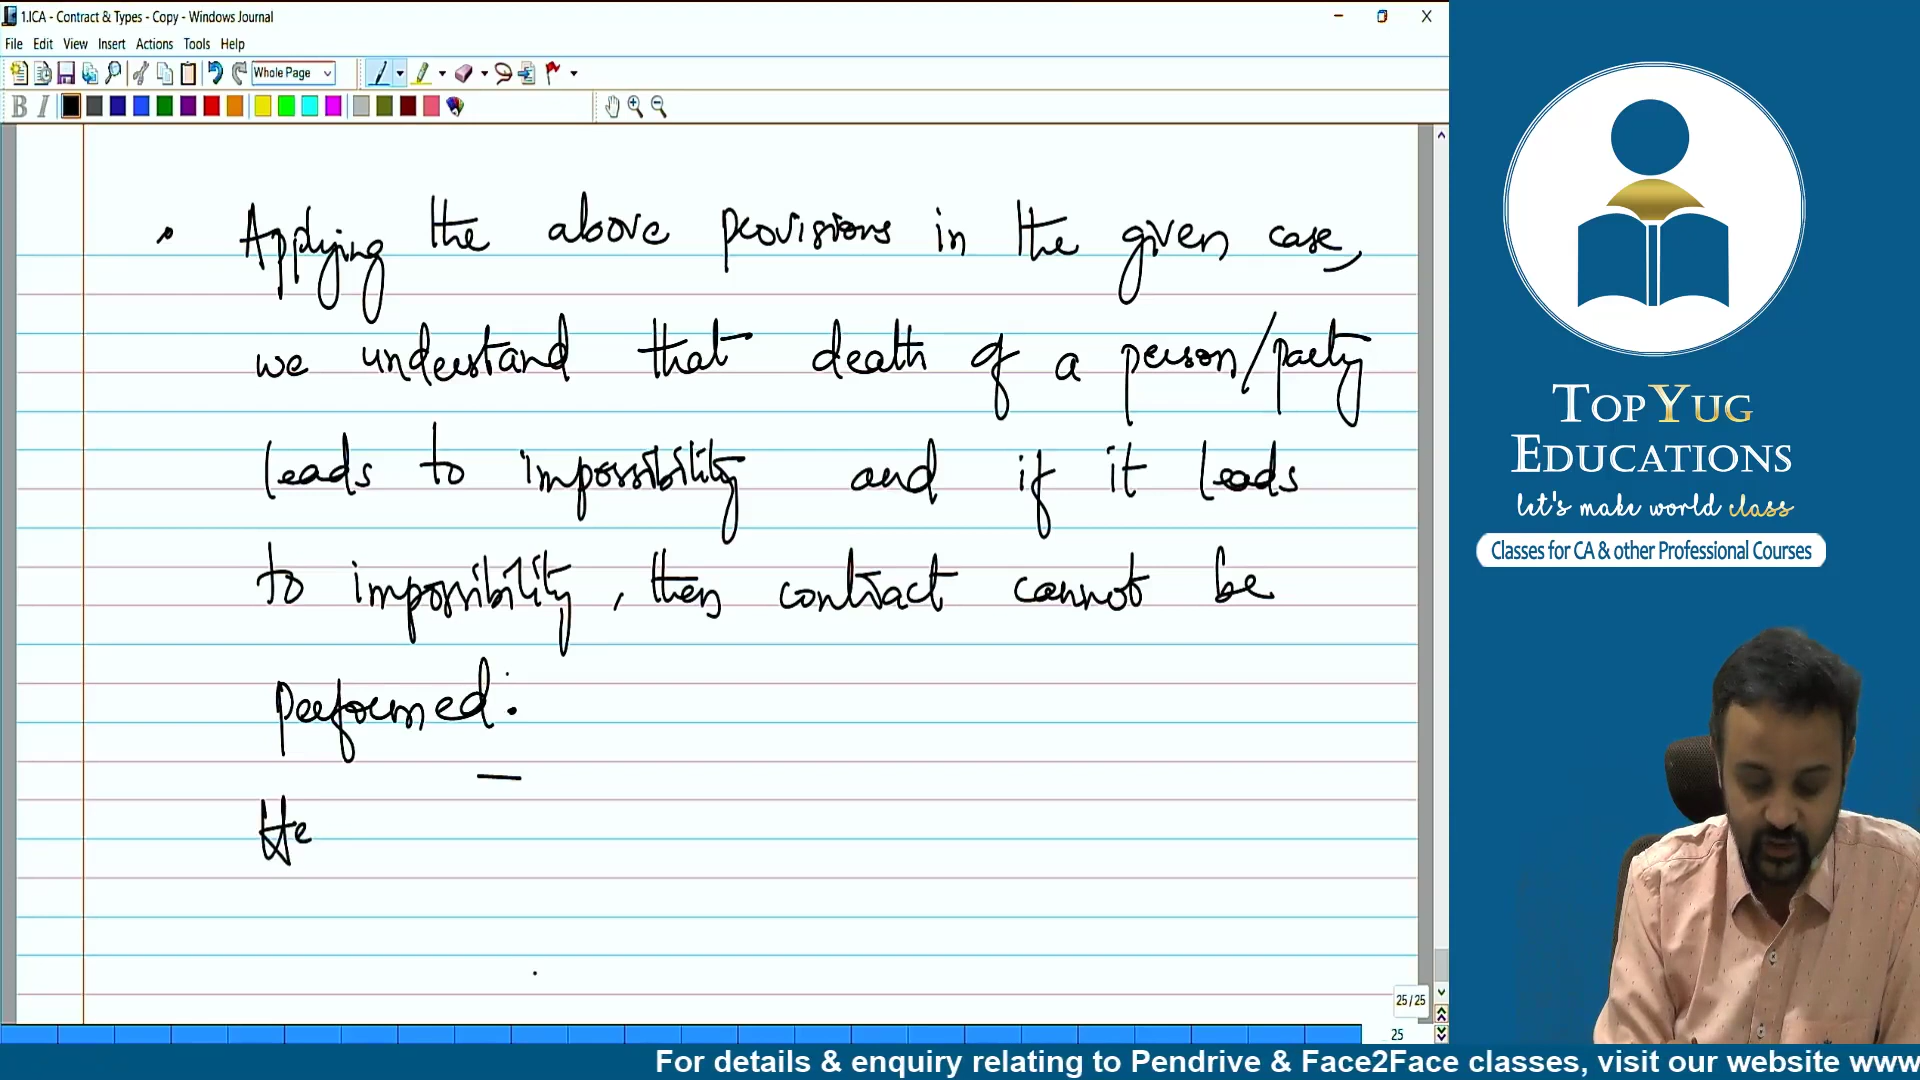 1.ICA - Contract & Types - Copy - Windows Journal
File Edit View Insert Actions Tools Help
Whole Page
B I
• Applying the above provisions in the given case,
we understand that death of a person/party
leads to impossibility and if it leads
to impossibility, then contract cannot be
performed.
He
25/25
25
TOPYUG
EDUCATIONS
let's make world class
Classes for CA & other Professional Courses
For details & enquiry relating to Pendrive & Face2Face classes, visit our website www